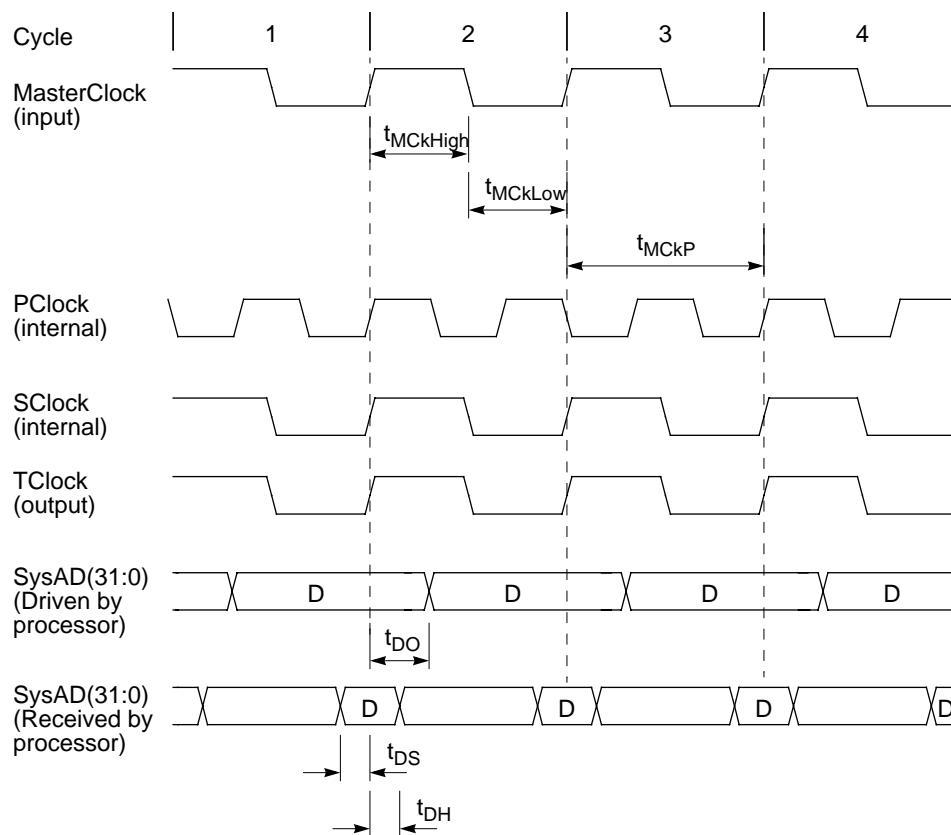 Cycle 1 2 3 4
MasterClock
(input)
tMCkHigh
tMCkLow
tMCkP
PClock
(internal)
SClock
(internal)
TClock
(output)
SysAD(31:0)
(Driven by
processor)
D D D D
tDO
SysAD(31:0)
(Received by
processor)
D D D D
tDS
tDH